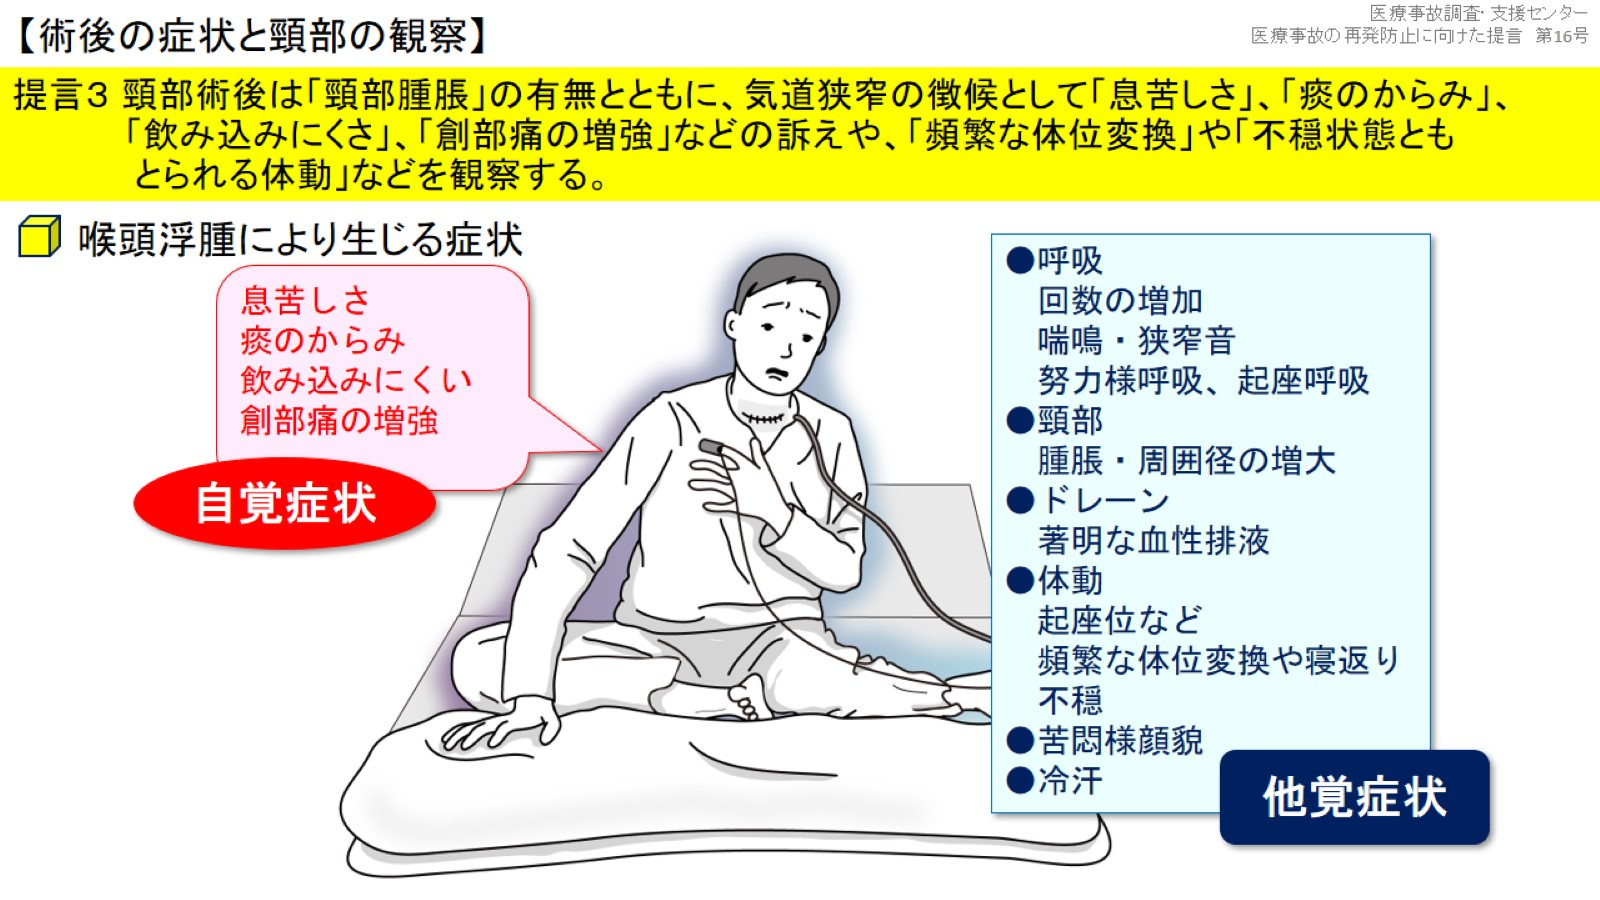 【術後の症状と頸部の観察】
医療事故調査・支援センター
医療事故の再発防止に向けた提言　第16号
提言３ 頸部術後は「頸部腫脹」の有無とともに、気道狭窄の徴候として「息苦しさ」、「痰のからみ」、
「飲み込みにくさ」、「創部痛の増強」などの訴えや、「頻繁な体位変換」や「不穏状態とも
とられる体動」などを観察する。
喉頭浮腫により生じる症状
息苦しさ
痰のからみ
飲み込みにくい
創部痛の増強
自覚症状
●呼吸
回数の増加
喘鳴・狭窄音
努力様呼吸、起座呼吸
●頸部
腫脹・周囲径の増大
●ドレーン
著明な血性排液
●体動
起座位など
頻繁な体位変換や寝返り
不穏
●苦悶様顔貌
●冷汗
他覚症状